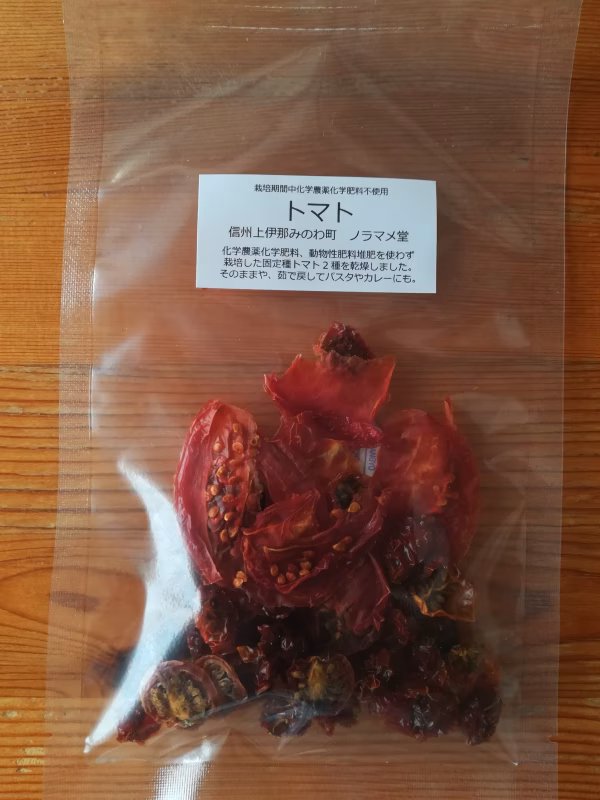 栽培期間中化学農薬化学肥料不使用
トマト
信州上伊那みのわ町　ノラマメ堂
化学農薬化学肥料、動物性肥料堆肥を使わず
栽培した固定種トマト２種を乾燥しました。
そのままや、茹で戻してパスタやカレーにも。